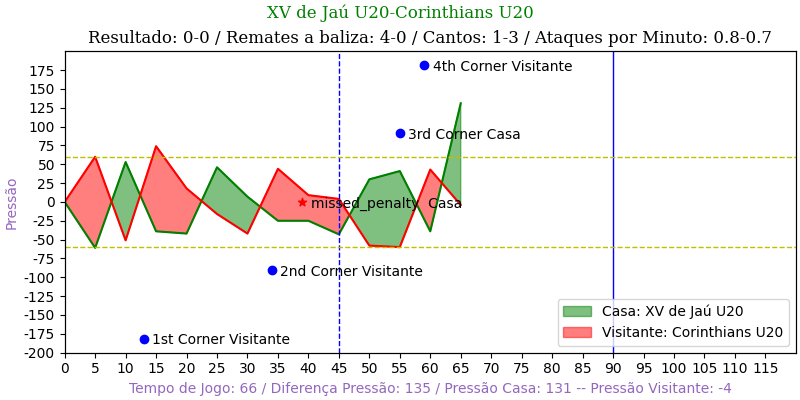 XV de Jaú U20-Corinthians U20
Resultado: 0-0 / Remates a baliza: 4-0 / Cantos: 1-3 / Ataques por Minuto: 0.8-0.7
Pressão
175
150
125
100
75
50
25
0
-25
-50
-75
-100
-125
-150
-175
-200
4th Corner Visitante
3rd Corner Casa
missed_penalty Casa
2nd Corner Visitante
1st Corner Visitante
Casa: XV de Jaú U20
Visitante: Corinthians U20
0 5 10 15 20 25 30 35 40 45 50 55 60 65 70 75 80 85 90 95 100 105 110 115
Tempo de Jogo: 66 / Diferença Pressão: 135 / Pressão Casa: 131 -- Pressão Visitante: -4